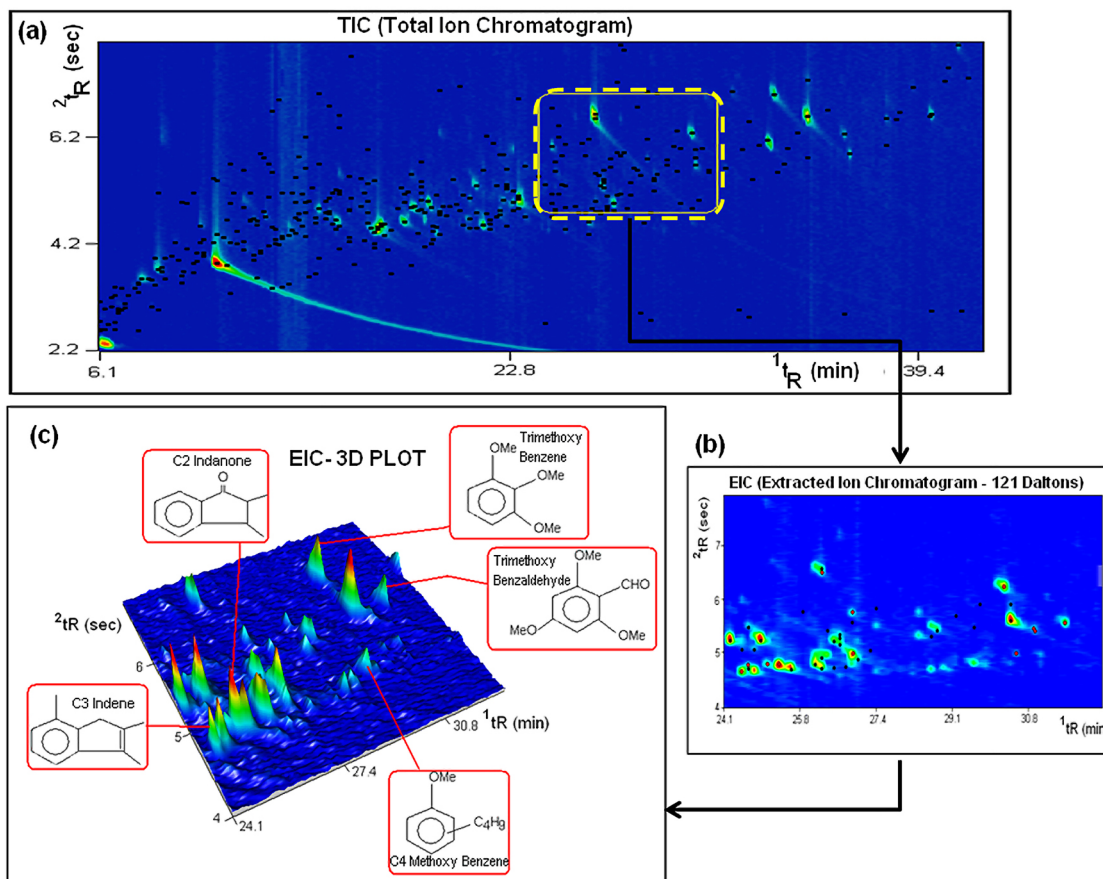 (a)
TIC (Total Ion Chromatogram)
²tR (sec)
6.2
4.2
2.2
6.1
22.8
¹tR (min)
39.4
(b)
EIC (Extracted Ion Chromatogram - 121 Daltons)
²tR (sec)
7
6
5
4
24.1
25.8
27.4
29.1
30.8
¹tR (min
(c)
EIC- 3D PLOT
C2 Indanone
O
Trimethoxy
Benzene
OMe
OMe
OMe
Trimethoxy
Benzaldehyde
OMe
CHO
MeO
OMe
C3 Indene
OMe
C4Hg
C4 Methoxy Benzene
²tR (sec)
6
5
4
24.1
27.4
30.8
¹tR (min)